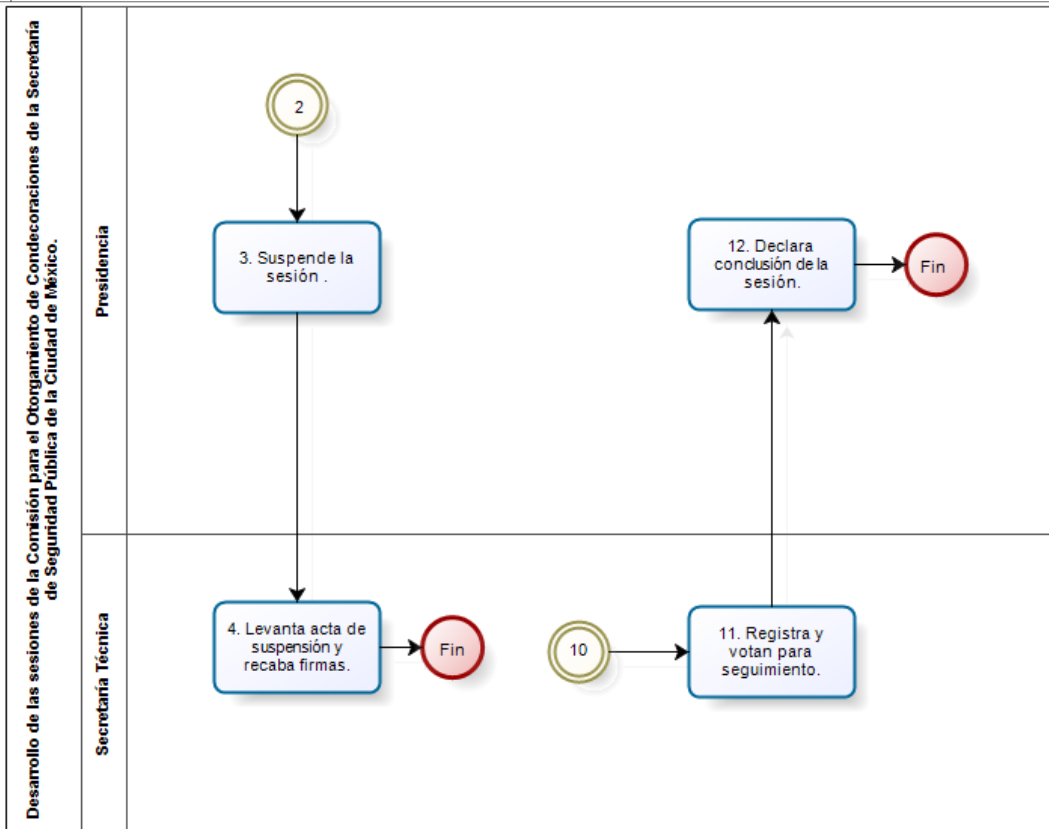 Desarrollo de las sesiones de la Comisión para el Otorgamiento de Condecoraciones de la Secretaría
de Seguridad Pública de la Ciudad de México.
Presidencia
2
3. Suspende la
sesión .
12. Declara
conclusión de la
sesión.
Fin
Secretaría Técnica
4. Levanta acta de
suspensión y
recaba firmas.
Fin
10
11. Registra y
votan para
seguimiento.